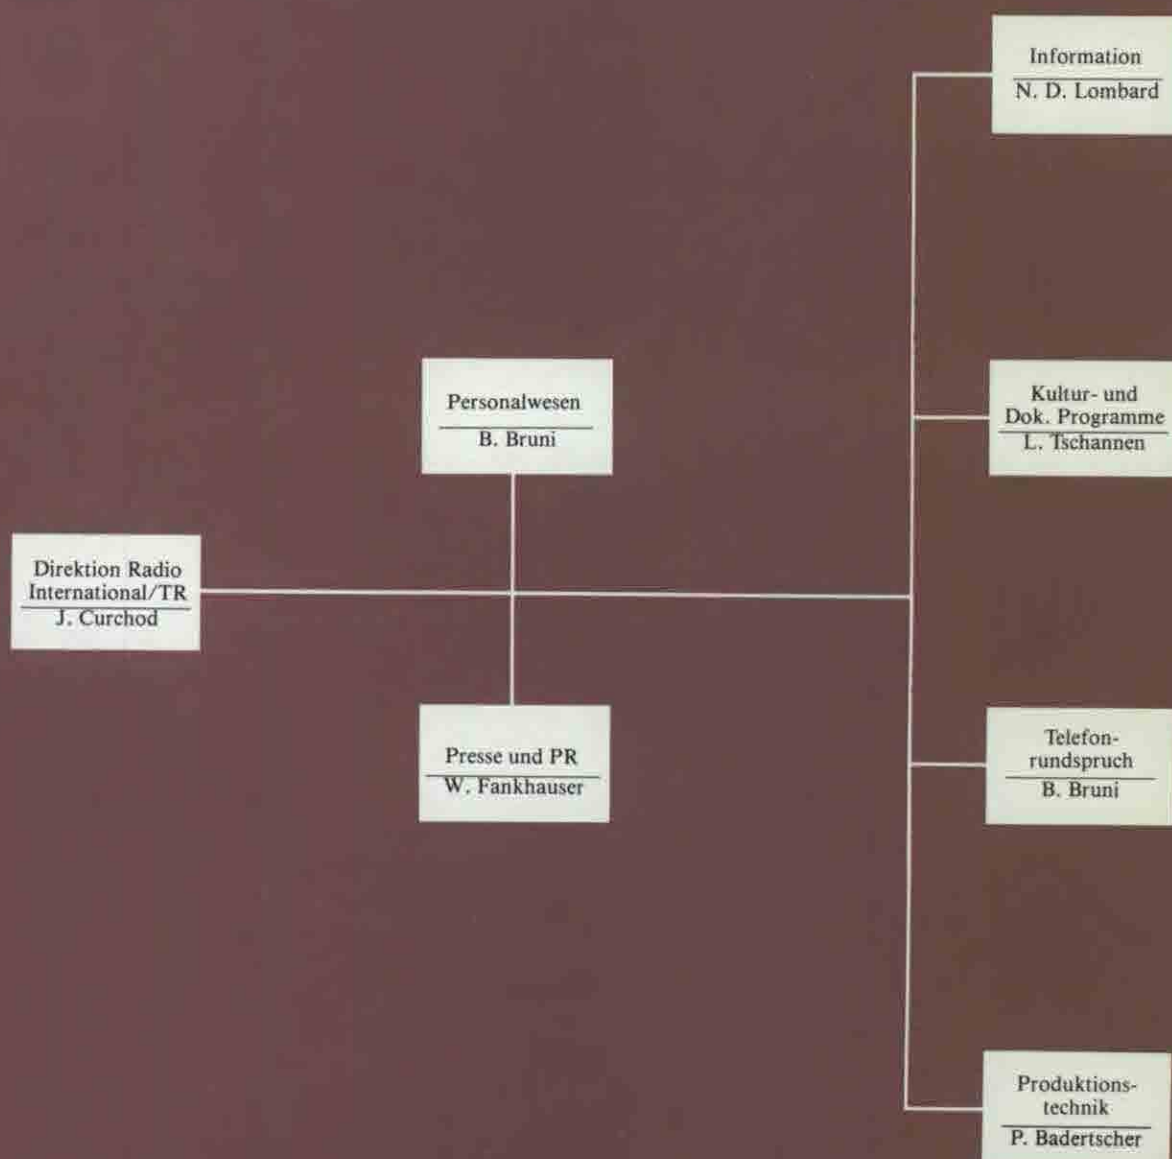 Information
N. D. Lombard
Kultur- und
Dok. Programme
L. Tschannen
Personalwesen
B. Bruni
Direktion Radio
International/TR
J. Curchod
Presse und PR
W. Fankhauser
Telefon-
rundspruch
B. Bruni
Produktions-
technik
P. Badertscher